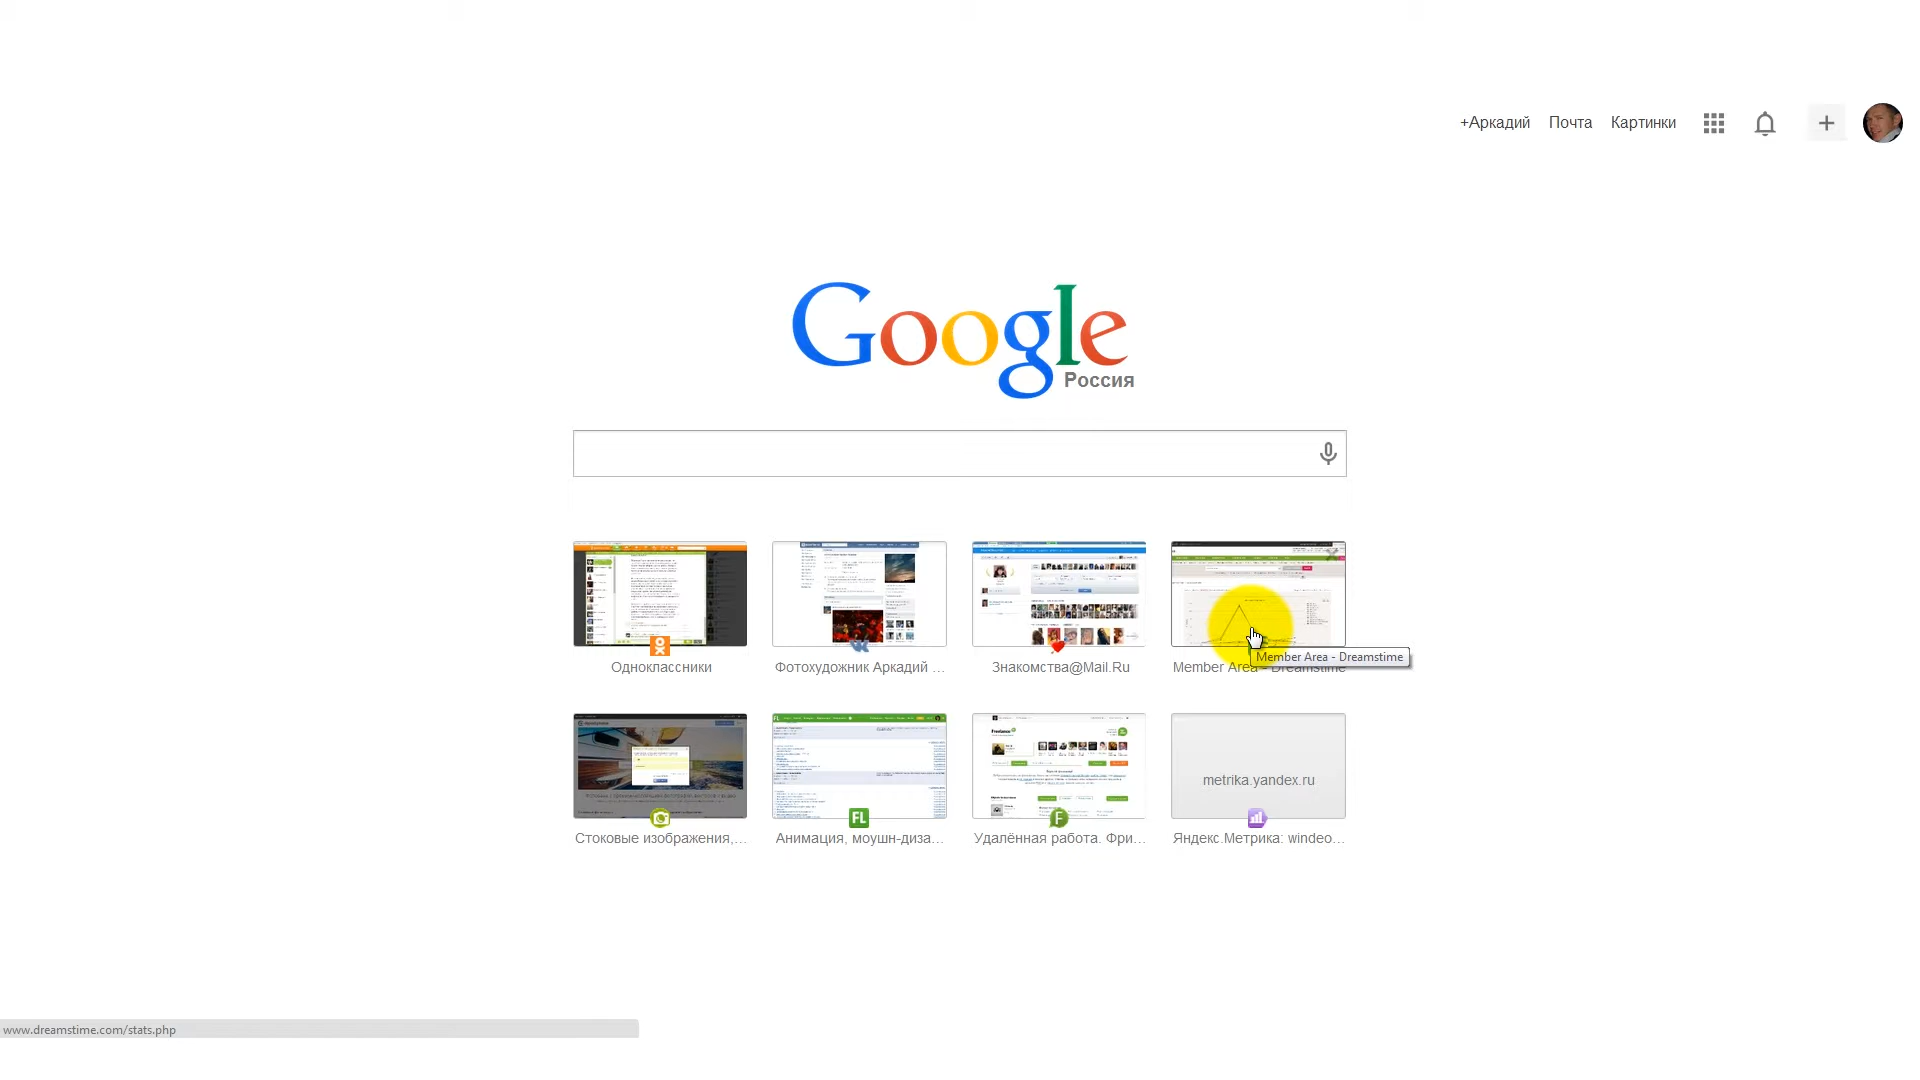 +Аркадий Почта Картинки
Google
Россия
Одноклассники
Фотохудожник Аркадий ...
Знакомства@Mail.Ru
Member Area - Dreamstime
Member Area - Dreamstime
metrika.yandex.ru
FL
F
Стоковые изображения,...
Анимация, моушн-диза...
Удалённая работа. Фри...
Яндекс.Метрика: windeo...
www.dreamstime.com/stats.php